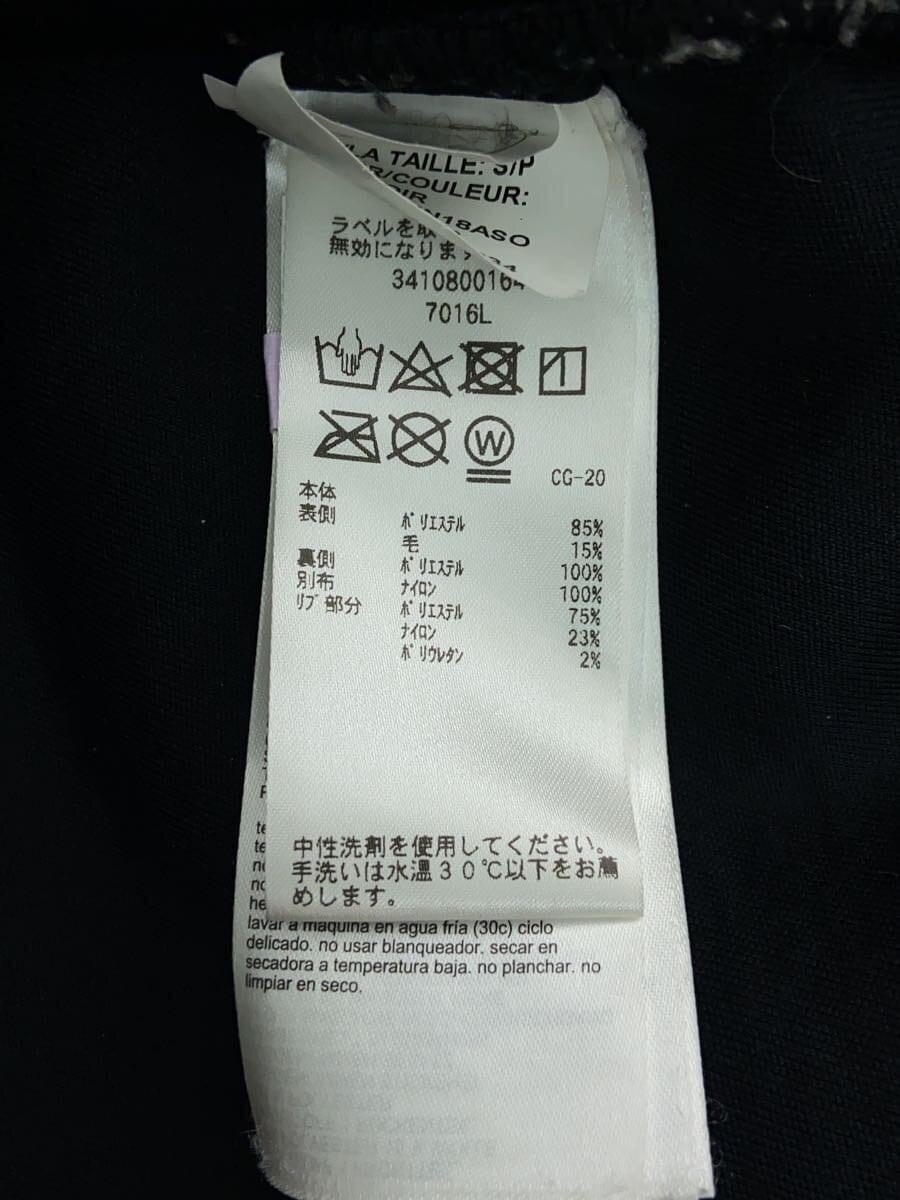 TAILLE: S/P
/COULEUR:
18ASO
ラベルを
無効になります
3410800164
7016L
W
CG-20
本体
表側 ポリエステル 85%
毛 15%
裏側 ポリエステル 100%
別布 ナイロン 100%
リブ部分 ポリエステル 75%
ナイロン 23%
ポリウレタン 2%
中性洗剤を使用してください。
手洗いは水温30℃以下をお薦
めします。
lavar a maquina en agua fría (30c) ciclo
delicado. no usar blanqueador. secar en
secadora a temperatura baja. no planchar. no
limpiar en seco.